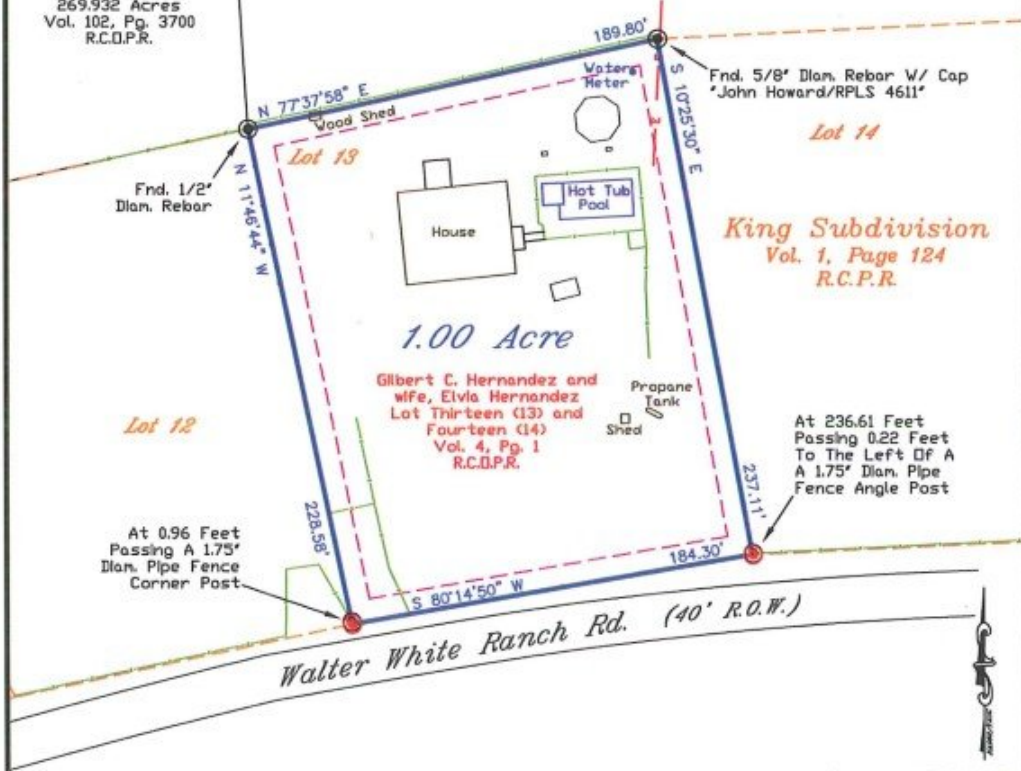 269.932 Acres
Vol. 102, Pg. 3700
R.C.O.P.R.
189.80'
Water
Meter
Fnd. 5/8" Diam. Rebar W/ Cap
"John Howard/RPLS 4611"
N 77°37'58" E
Wood Shed
S 10°25'30" E
Lot 14
Lot 13
Fnd. 1/2"
Diam. Rebar
N 11°46'44" W
Hot Tub
Pool
House
King Subdivision
Vol. 1, Page 124
R.C.P.R.
1.00 Acre
Gilbert C. Hernandez and
wife, Elvia Hernandez
Lot Thirteen (13) and
Fourteen (14)
Vol. 4, Pg. 1
R.C.O.P.R.
Propane
Tank
Shed
Lot 12
At 236.61 Feet
Passing 0.22 Feet
To The Left Of A
A 1.75" Diam. Pipe
Fence Angle Post
228.58'
237.11'
At 0.96 Feet
Passing A 1.75"
Diam. Pipe Fence
Corner Post
S 80°14'50" W
184.30'
Walter White Ranch Rd. (40' R.O.W.)